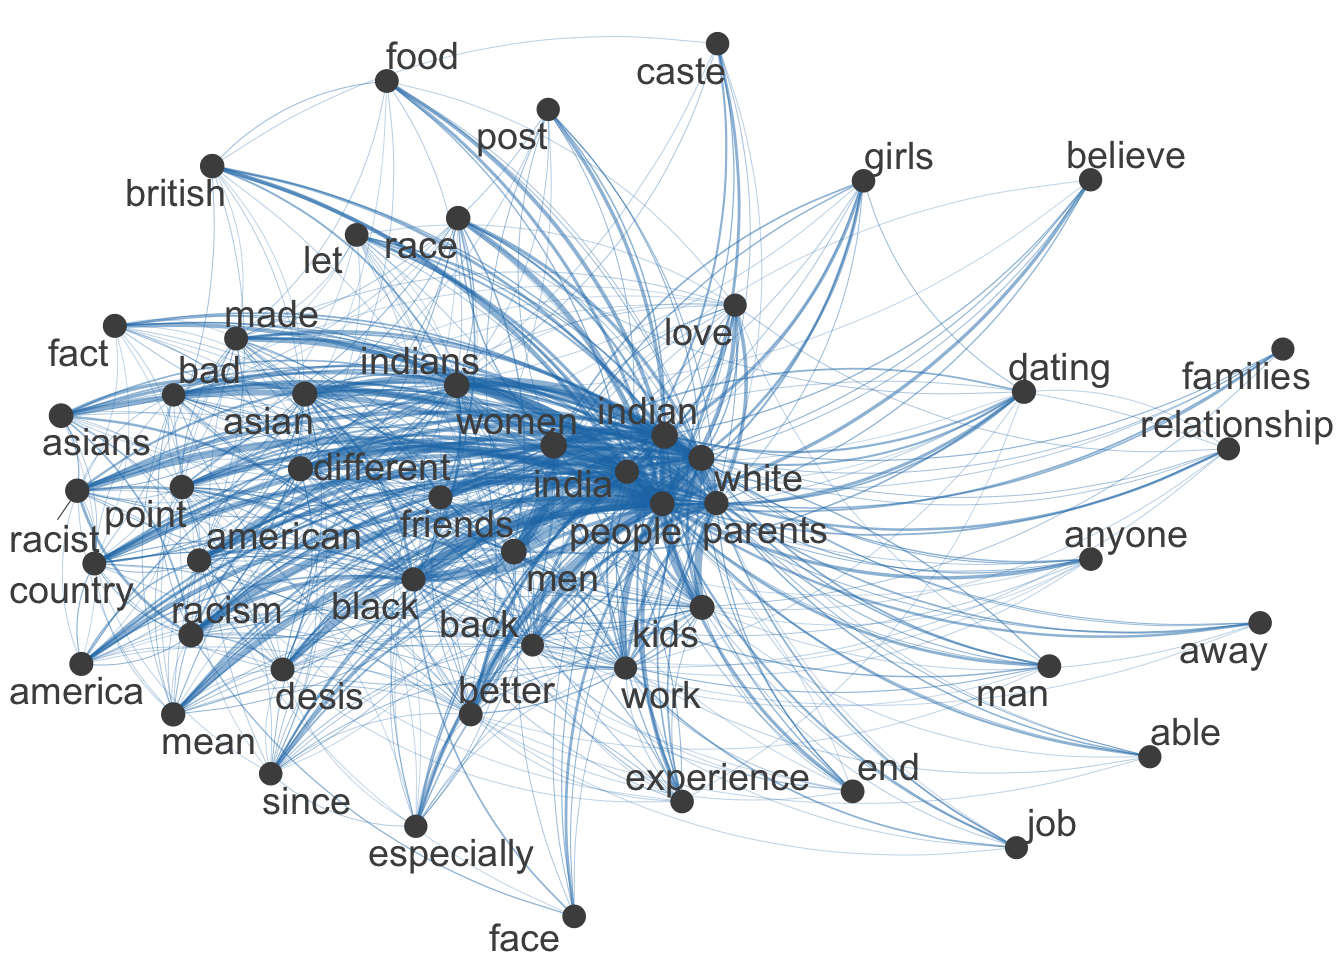 food
caste
post
girls
believe
british
race
let
made
love
fact
indians
bad
dating
families
asian
women
indian
asians
relationship
different
india
white
point
friends
people
parents
racist
american
anyone
country
men
racism
black
back
kids
away
america
desis
better
work
man
mean
able
experience
end
since
job
especially
face